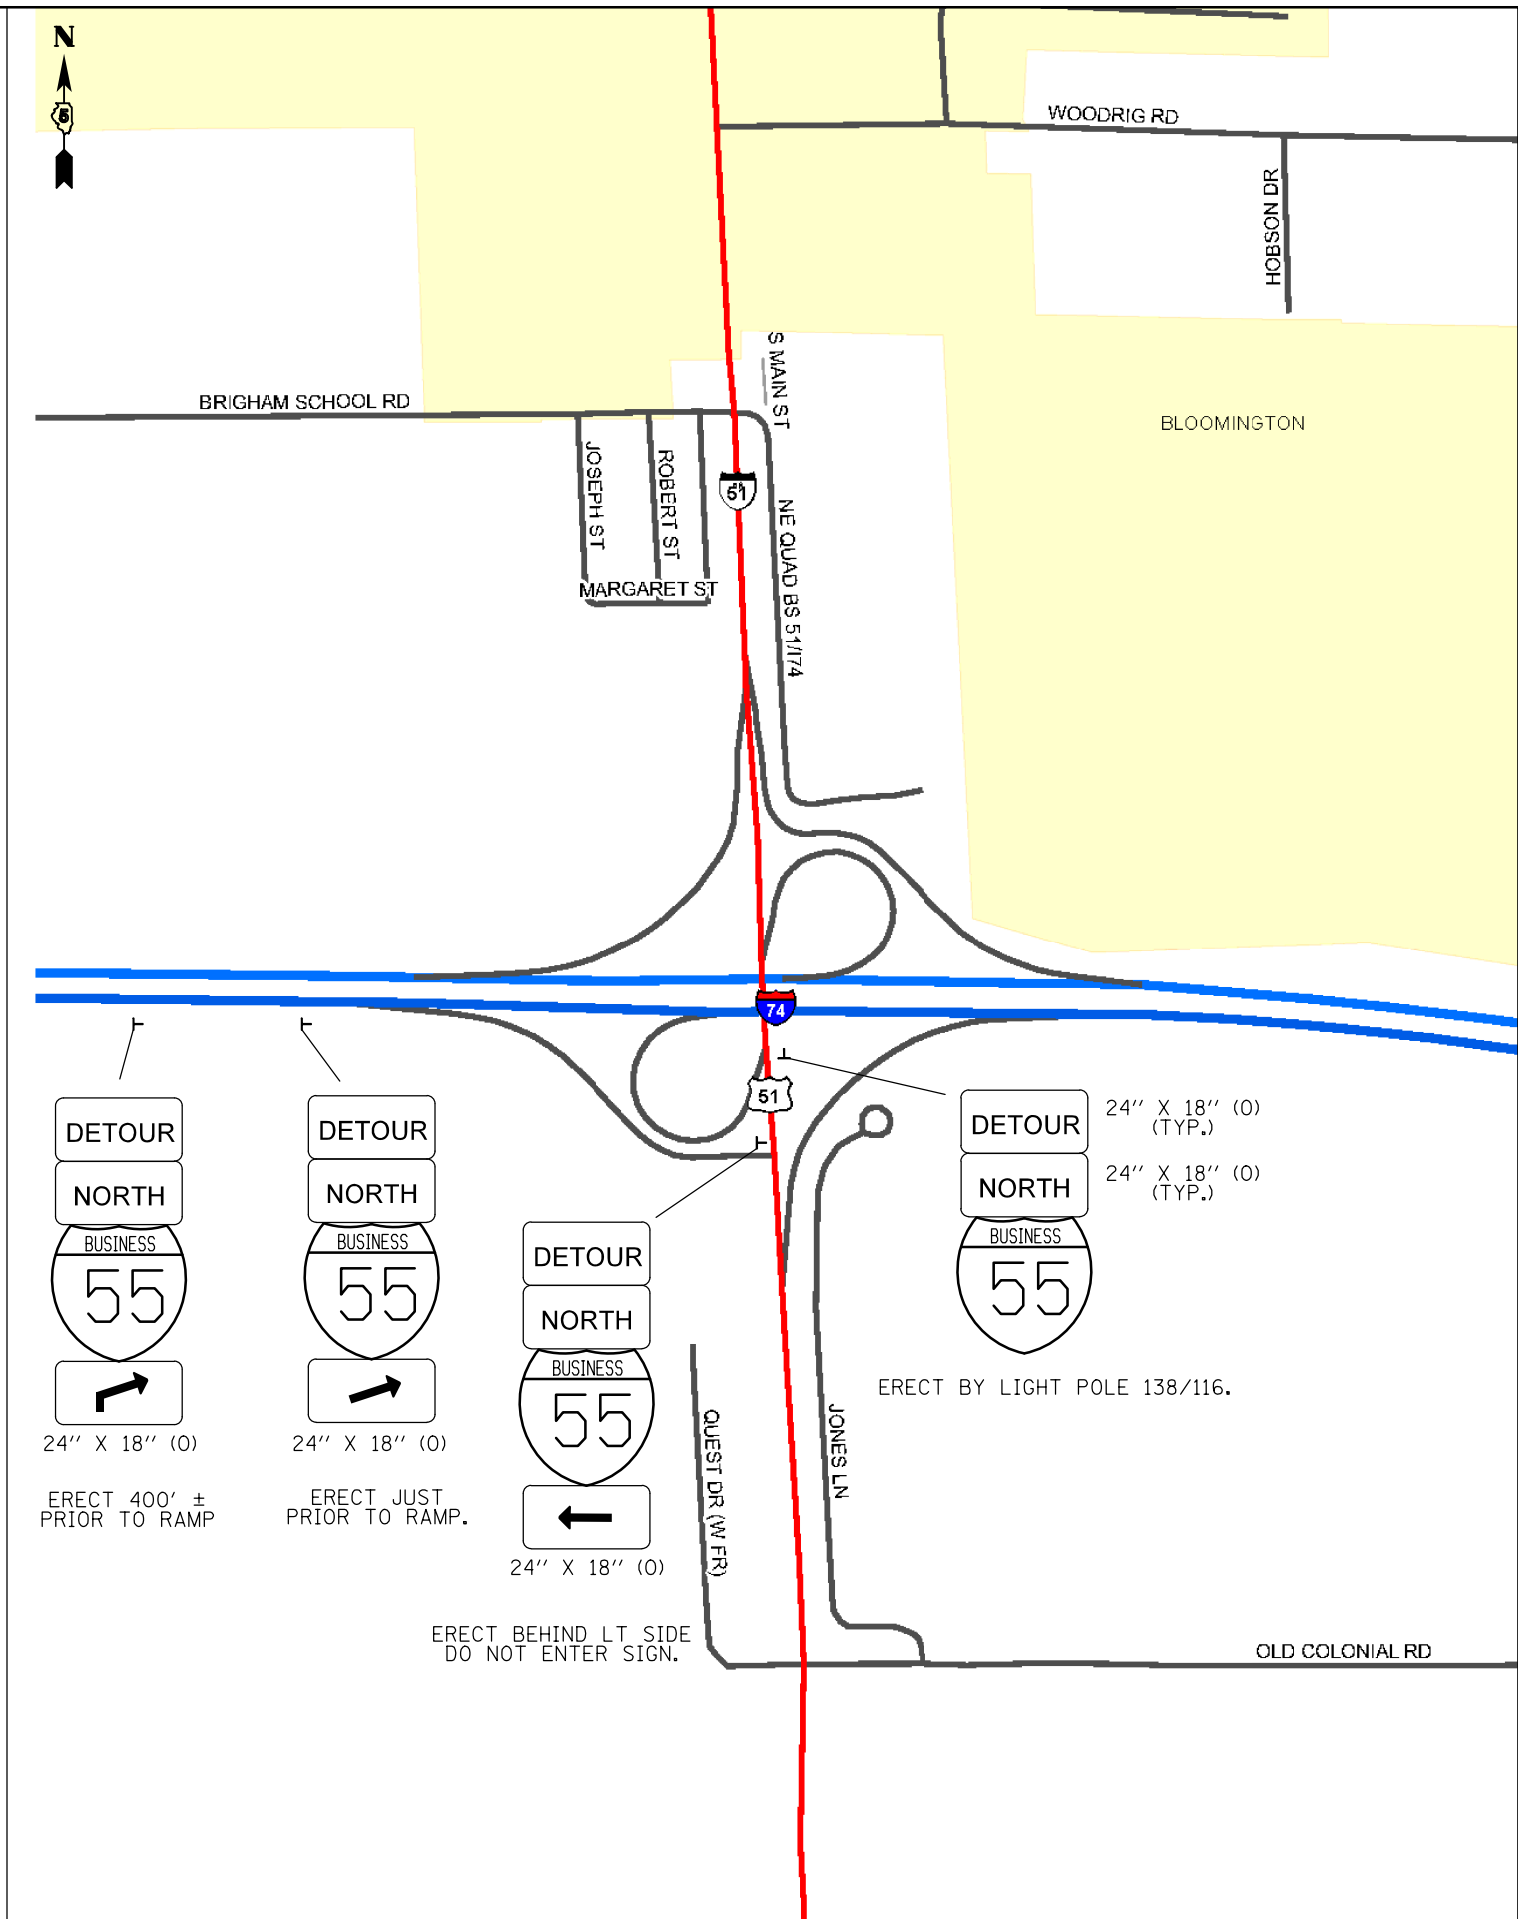 N
5
WOODRIG RD
HOBSON DR
S MAIN ST
BRIGHAM SCHOOL RD
BLOOMINGTON
JOSEPH ST
ROBERT ST
51
NE QUAD BS 51/I74
MARGARET ST
74
51
DETOUR
NORTH
BUSINESS
55
24" X 18" (O)
ERECT 400' ±
PRIOR TO RAMP
DETOUR
NORTH
BUSINESS
55
24" X 18" (O)
ERECT JUST
PRIOR TO RAMP.
DETOUR
NORTH
BUSINESS
55
24" X 18" (O)
ERECT BEHIND LT SIDE
DO NOT ENTER SIGN.
DETOUR
24" X 18" (O)
(TYP.)
NORTH
24" X 18" (O)
(TYP.)
BUSINESS
55
ERECT BY LIGHT POLE 138/116.
QUEST DR (W FR)
JONES LN
OLD COLONIAL RD